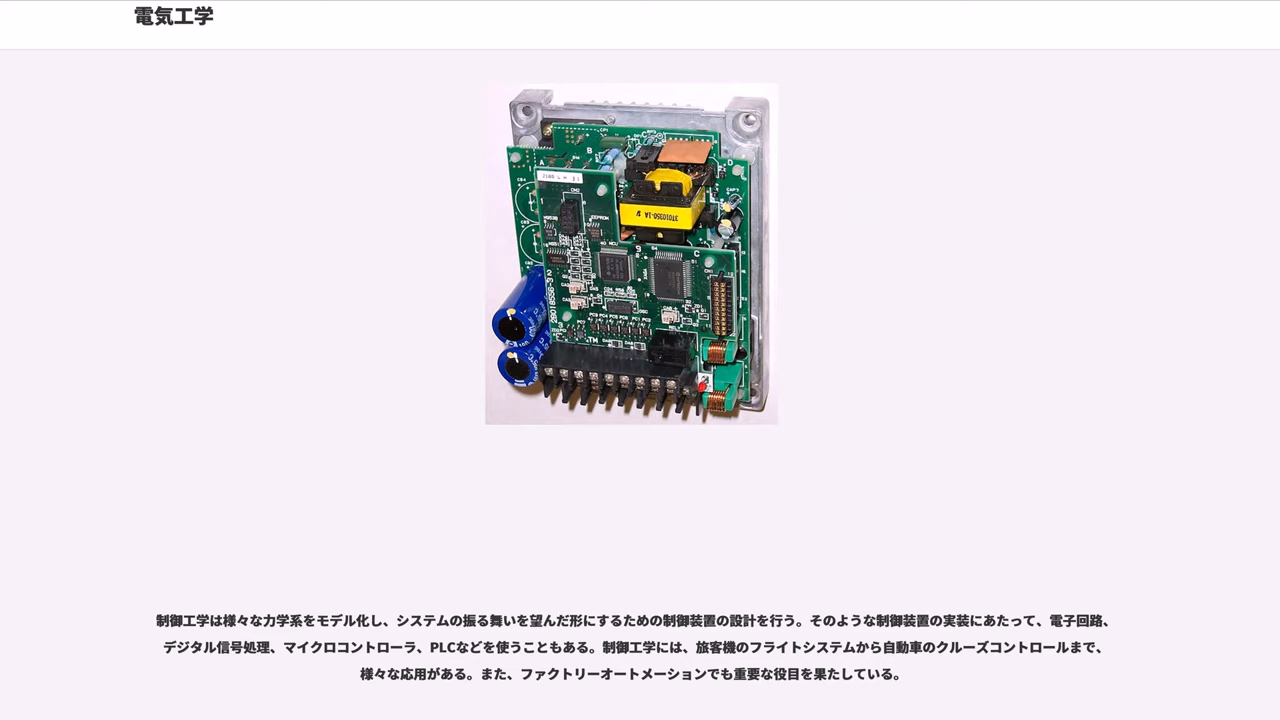 電気工学
3T010350-1A
2B018556-3
制御工学は様々な力学系をモデル化し、システムの振る舞いを望んだ形にするための制御装置の設計を行う。そのような制御装置の実装にあたって、電子回路、
デジタル信号処理、マイクロコントローラ、PLCなどを使うこともある。制御工学には、旅客機のフライトシステムから自動車のクルーズコントロールまで、
様々な応用がある。また、ファクトリーオートメーションでも重要な役目を果たしている。